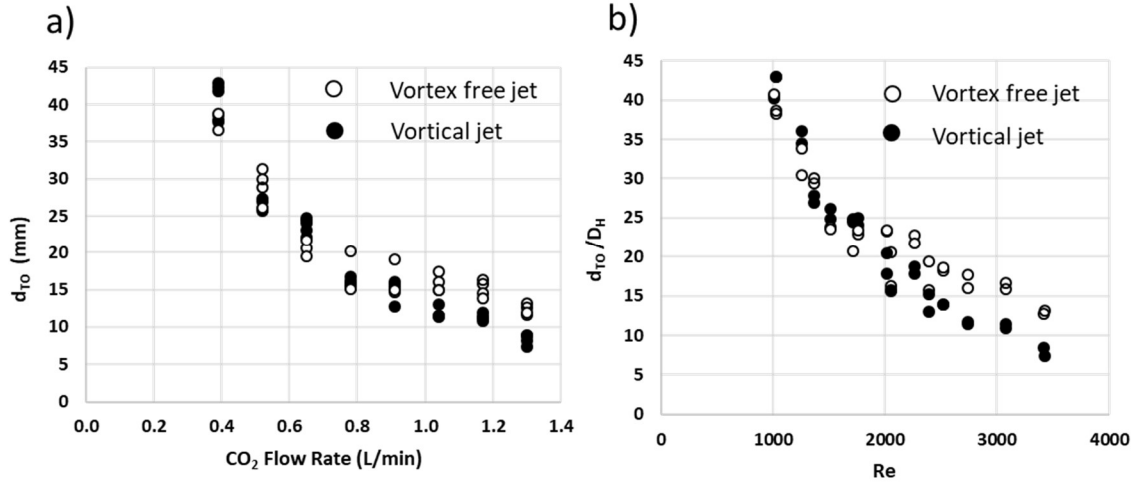 a)
45
40
35
30
25
20
15
10
5
0
d_TO (mm)
0.0 0.2 0.4 0.6 0.8 1.0 1.2 1.4
CO₂ Flow Rate (L/min)
Vortex free jet
Vortical jet
b)
45
40
35
30
25
20
15
10
5
0
d_TO /D_H
0 1000 2000 3000 4000
Re
Vortex free jet
Vortical jet